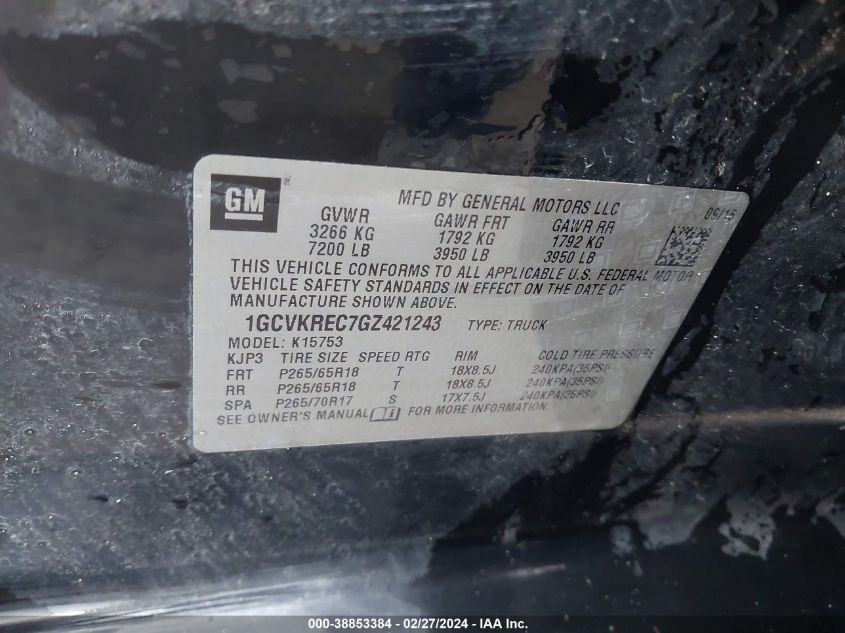 GM
MFD BY GENERAL MOTORS LLC
09/15
GVWR GAWR FRT GAWR RR
3266 KG 1792 KG 1792 KG
7200 LB 3950 LB 3950 LB
THIS VEHICLE CONFORMS TO ALL APPLICABLE U.S. FEDERAL MOTOR
VEHICLE SAFETY STANDARDS IN EFFECT ON THE DATE OF
MANUFACTURE SHOWN ABOVE.
1GCVKREC7GZ421243 TYPE: TRUCK
MODEL: K15753
KJP3 TIRE SIZE SPEED RTG RIM COLD TIRE PRESSURE
FRT P265/65R18 T 18X8.5J 240KPA(35PSI)
RR P265/65R18 T 18X8.5J 240KPA(35PSI)
SPA P265/70R17 S 17X7.5J 240KPA(35PSI)
SEE OWNER'S MANUAL FOR MORE INFORMATION.
000-38853384 - 02/27/2024 - IAA Inc.